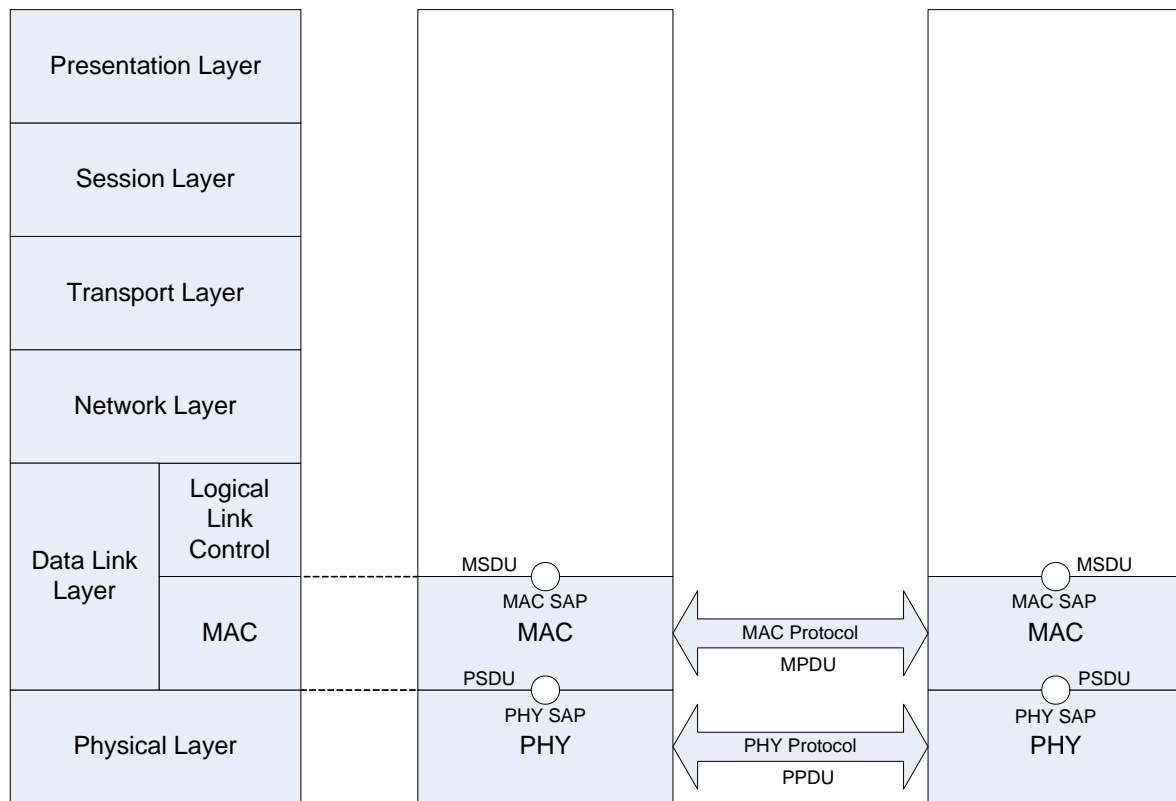 Presentation Layer
Session Layer
Transport Layer
Network Layer
Data Link
Layer
Logical
Link
Control
MAC
Physical Layer
MSDU
MAC SAP
MAC
PSDU
PHY SAP
PHY
MAC Protocol
MPDU
PHY Protocol
PPDU
MSDU
MAC SAP
MAC
PSDU
PHY SAP
PHY